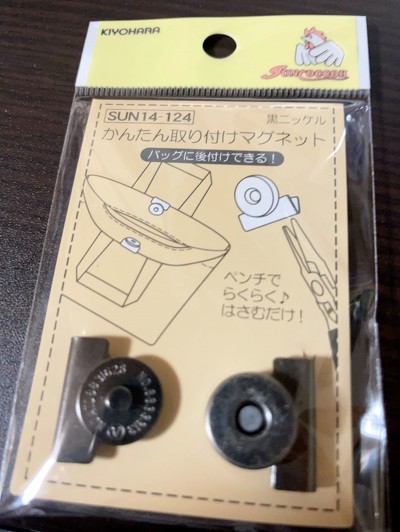 KIYOHARA
Suncoccoh
SUN14-124
黒ニッケル
かんたん取り付けマグネット
バッグに後付けできる！
ペンチで
らくらく♪
はさむだけ！